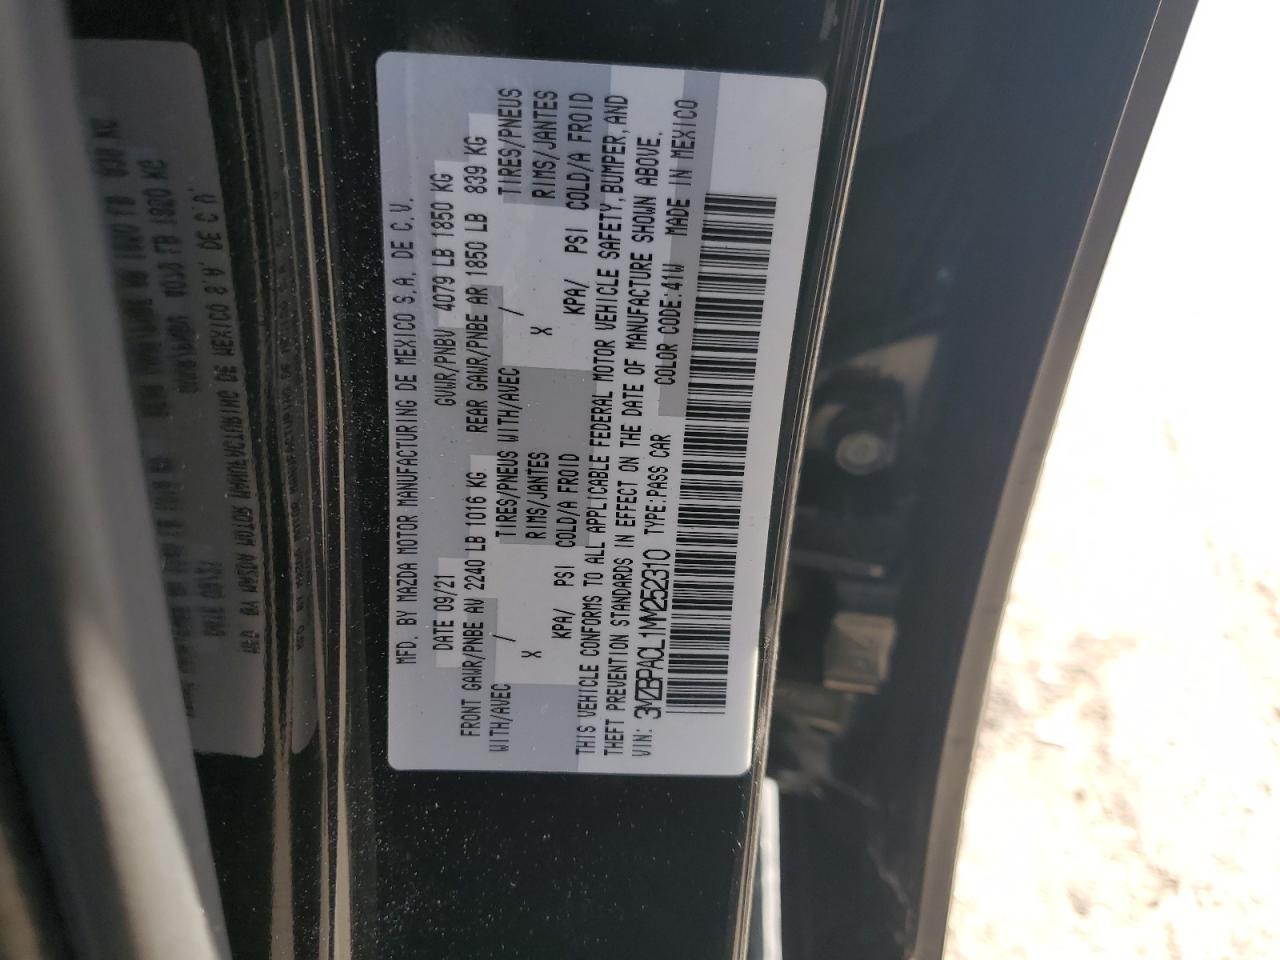 MFD. BY MAZDA MOTOR MANUFACTURING DE MEXICO S.A. DE C.V.
DATE 09/21 GVWR/PNBV 4079 LB 1850 KG
FRONT GAWR/PNBE AV 2240 LB 1016 KG REAR GAWR/PNBE AR 1850 LB 839 KG
WITH/AVEC / TIRES/PNEUS WITH/AVEC / TIRES/PNEUS
X RIMS/JANTES X RIMS/JANTES
KPA/ PSI COLD/A FROID KPA/ PSI COLD/A FROID
THIS VEHICLE CONFORMS TO ALL APPLICABLE FEDERAL MOTOR VEHICLE SAFETY, BUMPER, AND
THEFT PREVENTION STANDARDS IN EFFECT ON THE DATE OF MANUFACTURE SHOWN ABOVE.
VIN: 3MZBPACL1NM252310 TYPE:PASS CAR COLOR CODE:41W MADE IN MEXICO